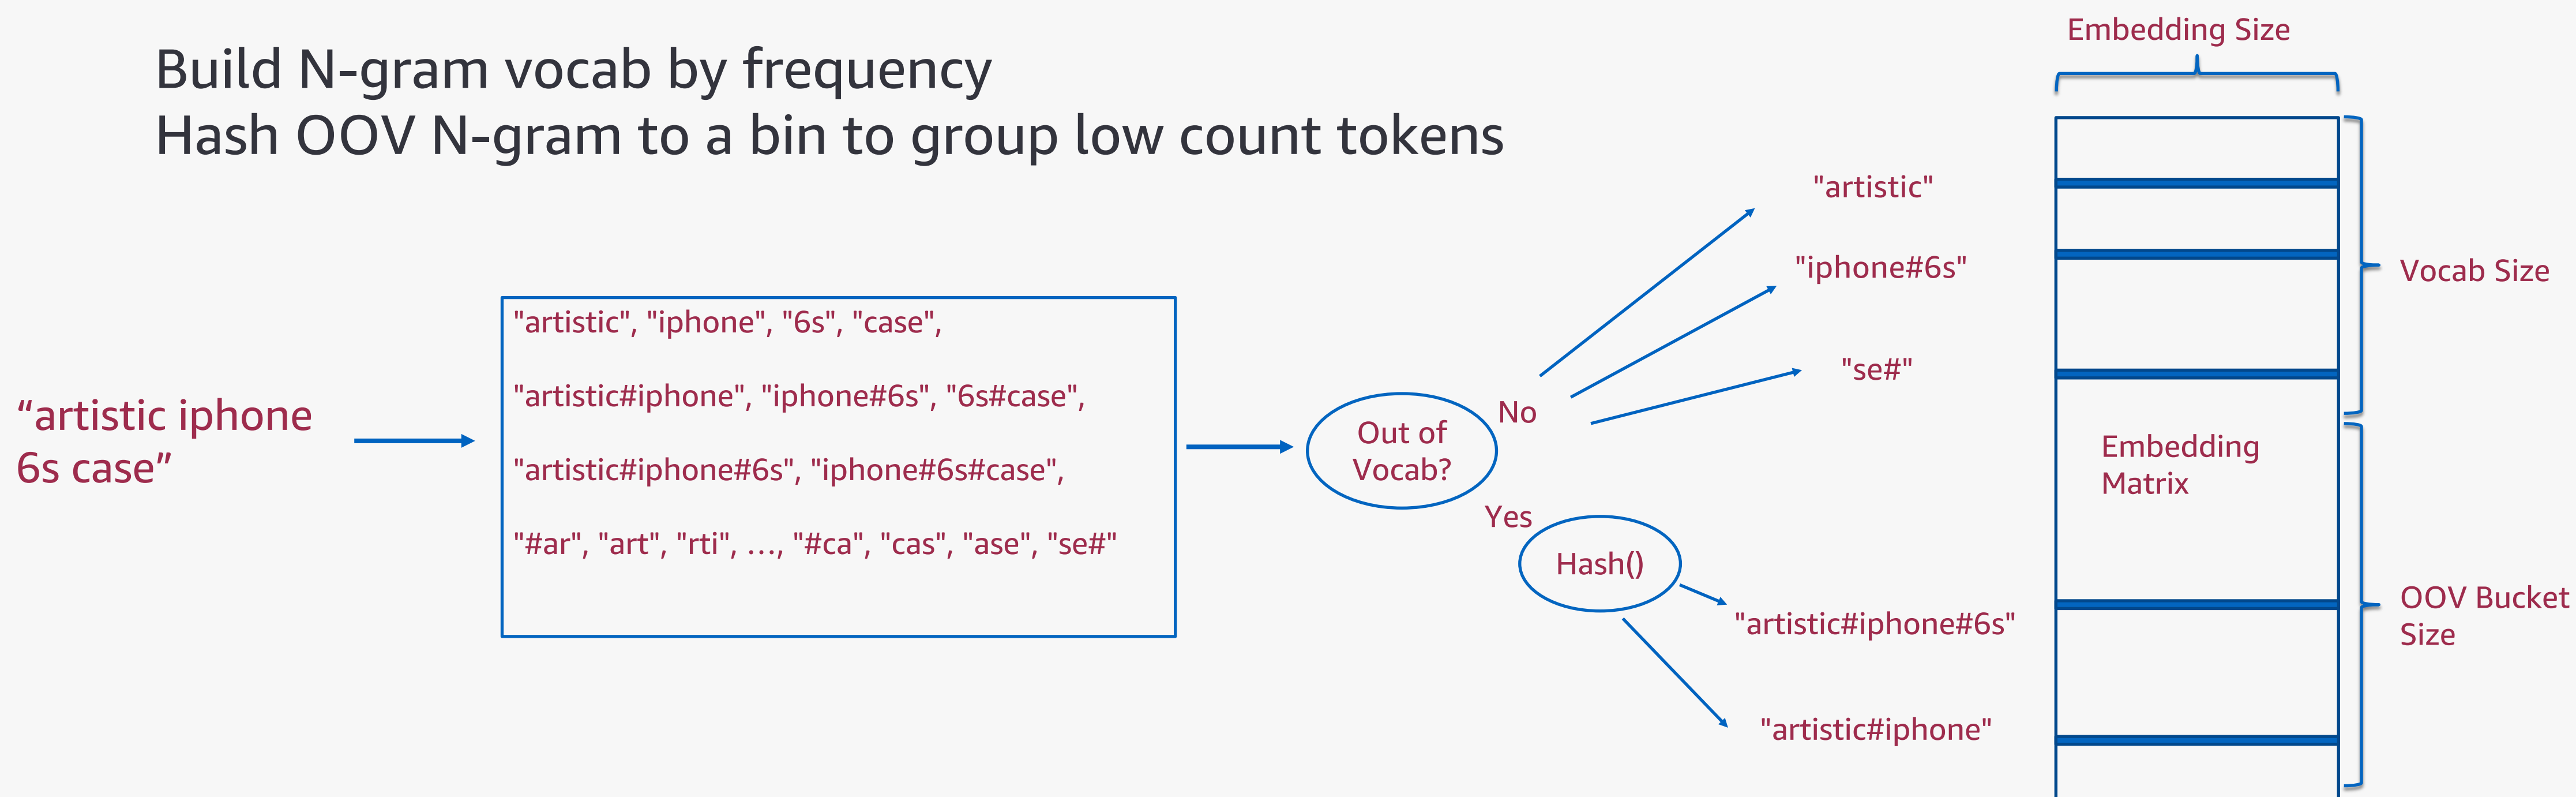 Build N-gram vocab by frequency
Hash OOV N-gram to a bin to group low count tokens
“artistic iphone
6s case”
"artistic", "iphone", "6s", "case",
"artistic#iphone", "iphone#6s", "6s#case",
"artistic#iphone#6s", "iphone#6s#case",
"#ar", "art", "rti", …, "#ca", "cas", "ase", "se#"
Out of
Vocab?
No
Yes
Hash()
"artistic"
"iphone#6s"
"se#"
"artistic#iphone#6s"
"artistic#iphone"
Embedding Size
Embedding
Matrix
Vocab Size
OOV Bucket
Size